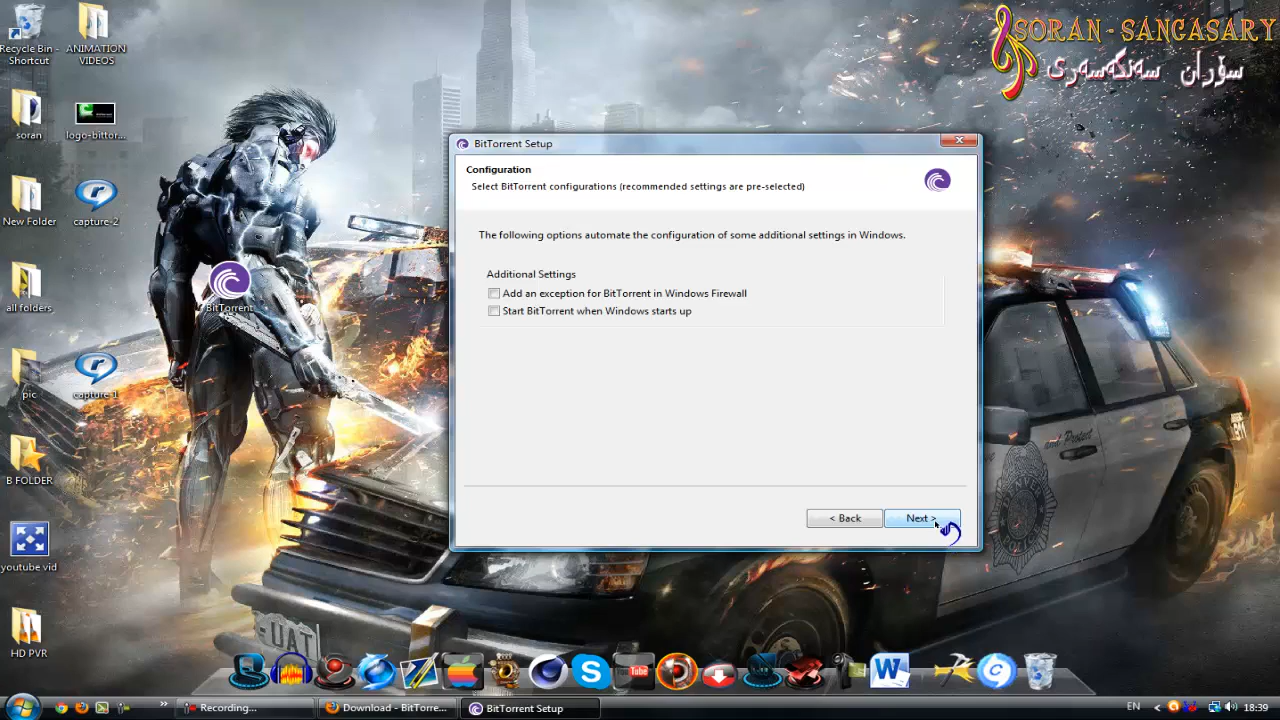 Recycle Bin -
Shortcut
ANIMATION
VIDEOS
SORAN - SANGASARY
سۆران سەنگەسەری
soran
logo-bittor...
New Folder
capture-2
all folders
BitTorrent
pic
capture-1
B FOLDER
youtube vid
HD PVR
BitTorrent Setup
Configuration
Select BitTorrent configurations (recommended settings are pre-selected)
The following options automate the configuration of some additional settings in Windows.
Additional Settings
Add an exception for BitTorrent in Windows Firewall
Start BitTorrent when Windows starts up
< Back
Next >
and Protect
Tube
Recording...
Download - BitTorre...
BitTorrent Setup
EN
18:39